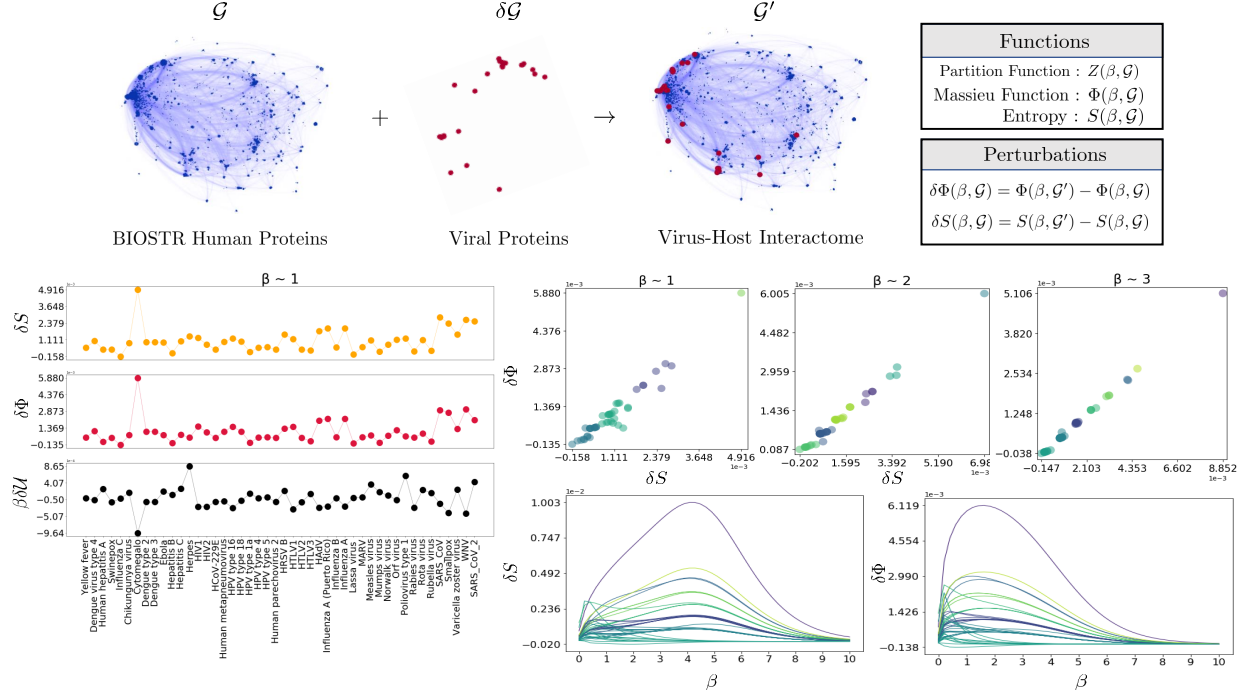 𝒢
δ𝒢
𝒢′
+
→
BIOSTR Human Proteins
Viral Proteins
Virus-Host Interactome
Functions
Partition Function : Z(β, 𝒢)
Massieu Function : Φ(β, 𝒢)
Entropy : S(β, 𝒢)
Perturbations
δΦ(β, 𝒢) = Φ(β, 𝒢′) − Φ(β, 𝒢)
δS(β, 𝒢) = S(β, 𝒢′) − S(β, 𝒢)
β ~ 1
δS
4.916
3.648
2.379
1.111
−0.158
δΦ
5.880
4.376
2.873
1.369
−0.135
βδ𝒰
8.65
4.07
−0.50
−5.07
−9.64
Yellow fever
Dengue virus type 4
Human hepatitis A
Swinepox
Influenza C
Chikungunya virus
Cytomegalo
Dengue type 2
Dengue type 3
Ebola
Hepatitis B
Hepatitis C
Herpes
HIV1
HIV2
HCoV-229E
Human metapneumovirus
HPV type 16
HPV type 18
HPV type 1a
HPV type 4
HPV type 5
Human parechovirus 2
HRSV B
HTLV1
HTLV2
HTLV3
HAdV
Influenza A (Puerto Rico)
Influenza B
Influenza A
Lassa virus
MARV
Measles virus
Mumps virus
Norwalk virus
Orf virus
Poliovirus type 1
Rabies virus
Rota virus
Rubella virus
SARS_CoV
Smallpox
Varicella zoster virus
WNV
SARS_CoV_2
β ~ 1
δΦ
5.880
4.376
2.873
1.369
−0.135
−0.158
1.111
2.379
3.648
4.916
1e−3
δS
β ~ 2
6.005
4.482
2.959
1.436
0.087
−0.202
1.595
3.392
5.190
6.98
1e−3
δS
β ~ 3
5.106
3.820
2.534
1.248
−0.038
−0.147
2.103
4.353
6.602
8.852
1e−3
1e−2
δS
1.003
0.747
0.492
0.236
−0.020
0 1 2 3 4 5 6 7 8 9 10
β
1e−3
δΦ
6.119
2.990
1.426
−0.138
0 1 2 3 4 5 6 7 8 9 10
β